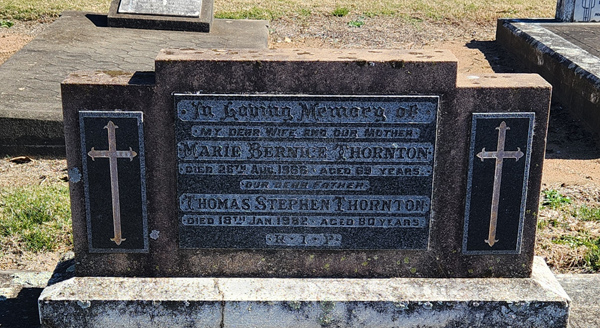 In Loving Memory of
MY DEAR WIFE AND OUR MOTHER
MARIE BERNICE THORNTON
DIED 26TH AUG. AGED 69 YEARS.
OUR DEAR FATHER
THOMAS STEPHEN THORNTON
DIED 18TH JAN 1982 AGED 80 YEARS
R.I.P.